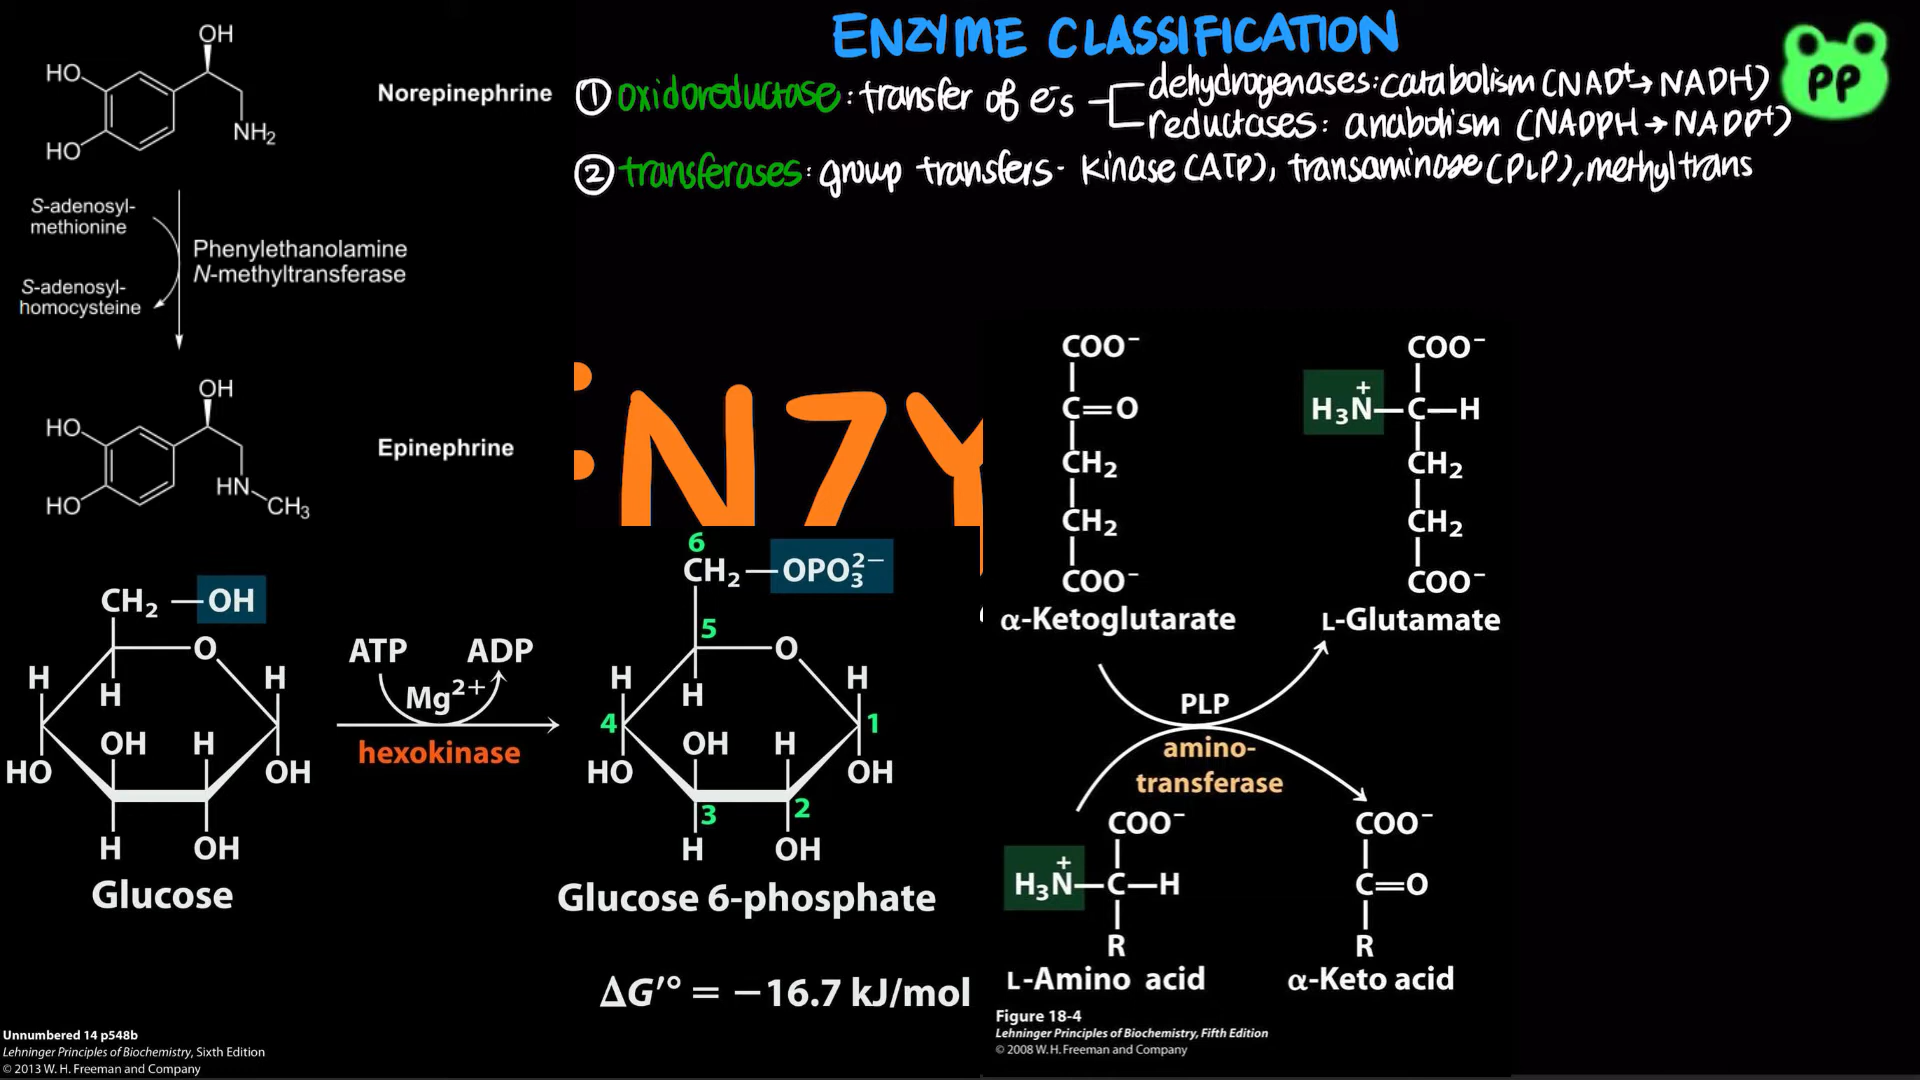 ENZYME CLASSIFICATION
PP
① oxidoreductase: transfer of e⁻s
dehydrogenases: catabolism (NAD⁺→ NADH)
reductases: anabolism (NADPH → NADP⁺)
② transferases: group transfers - kinase (ATP), transaminase (PLP), methyltrans
OH
HO
HO
NH₂
Norepinephrine
S-adenosyl-
methionine
Phenylethanolamine
N-methyltransferase
S-adenosyl-
homocysteine
OH
HO
HO
HN
CH₃
Epinephrine
:N7Y
CH₂—OH
O
H
H
H
OH
H
HO
OH
H
OH
Glucose
ATP
ADP
Mg²⁺
hexokinase
6
CH₂—OPO₃²⁻
5
O
H
H
H
4
1
OH
H
HO
OH
3
2
H
OH
Glucose 6-phosphate
ΔG′° = −16.7 kJ/mol
Unnumbered 14 p548b
Lehninger Principles of Biochemistry, Sixth Edition
© 2013 W. H. Freeman and Company
COO⁻
C=O
CH₂
CH₂
COO⁻
α-Ketoglutarate
COO⁻
H₃N⁺—C—H
CH₂
CH₂
COO⁻
L-Glutamate
PLP
amino-
transferase
COO⁻
H₃N⁺—C—H
R
L-Amino acid
COO⁻
C=O
R
α-Keto acid
Figure 18-4
Lehninger Principles of Biochemistry, Fifth Edition
© 2008 W. H. Freeman and Company